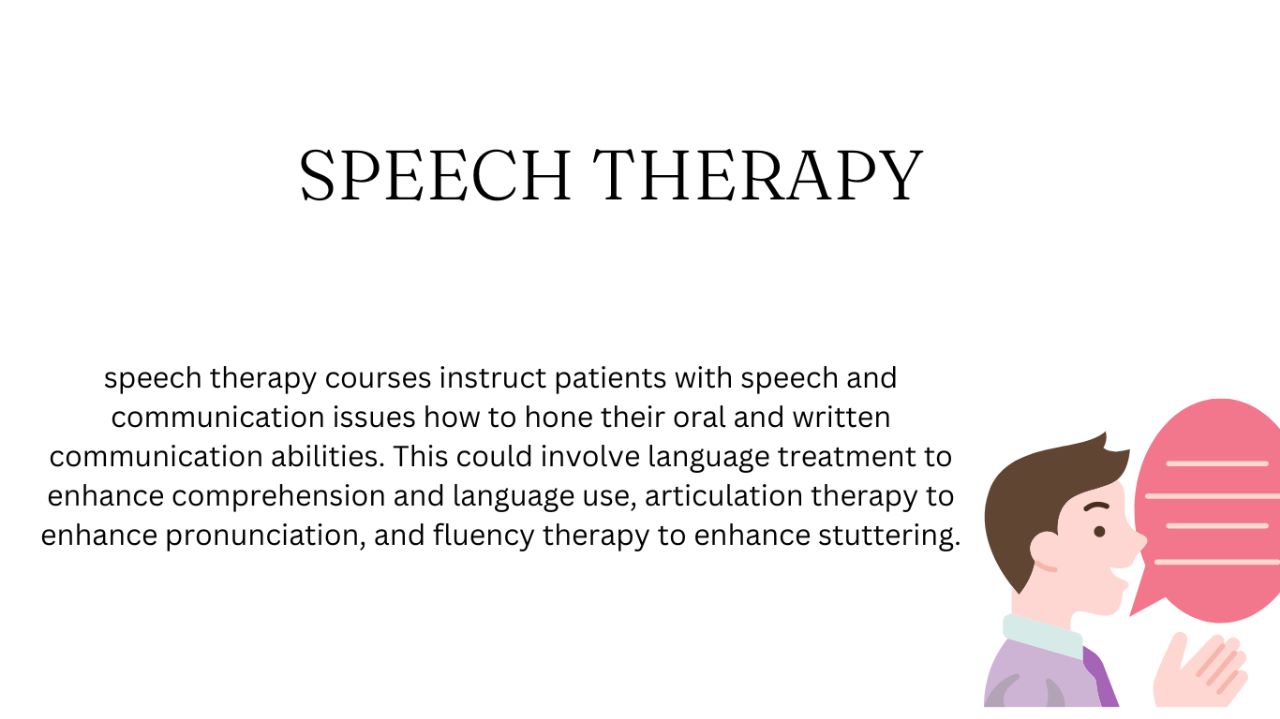 SPEECH THERAPY
speech therapy courses instruct patients with speech and
communication issues how to hone their oral and written
communication abilities. This could involve language treatment to
enhance comprehension and language use, articulation therapy to
enhance pronunciation, and fluency therapy to enhance stuttering.